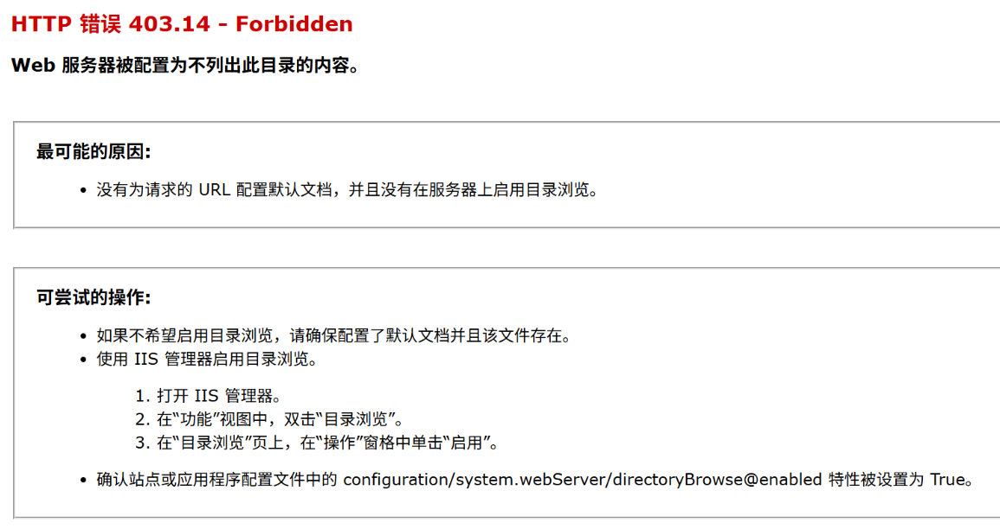 HTTP 错误 403.14 - Forbidden
Web 服务器被配置为不列出此目录的内容。
最可能的原因:
• 没有为请求的 URL 配置默认文档，并且没有在服务器上启用目录浏览。
可尝试的操作:
• 如果不希望启用目录浏览，请确保配置了默认文档并且该文件存在。
• 使用 IIS 管理器启用目录浏览。
1. 打开 IIS 管理器。
2. 在“功能”视图中，双击“目录浏览”。
3. 在“目录浏览”页上，在“操作”窗格中单击“启用”。
• 确认站点或应用程序配置文件中的 configuration/system.webServer/directoryBrowse@enabled 特性被设置为 True。